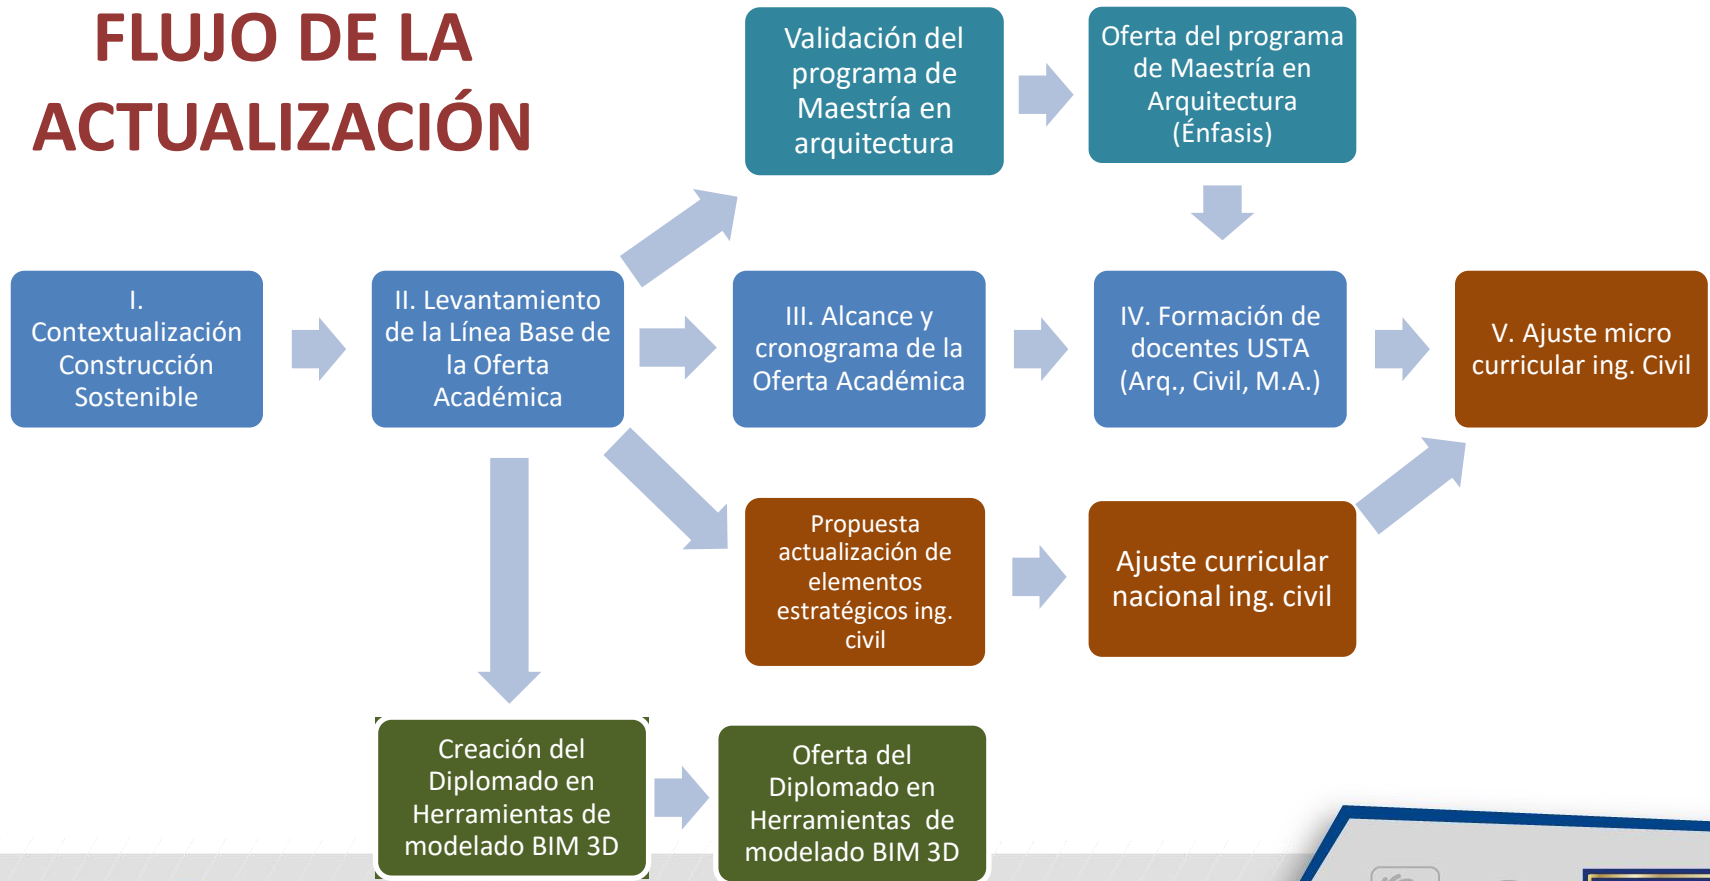 FLUJO DE LA
ACTUALIZACIÓN
Validación del
programa de
Maestría en
arquitectura
Oferta del programa
de Maestría en
Arquitectura
(Énfasis)
I.
Contextualización
Construcción
Sostenible
II. Levantamiento
de la Línea Base de
la Oferta
Académica
III. Alcance y
cronograma de la
Oferta Académica
IV. Formación de
docentes USTA
(Arq., Civil, M.A.)
V. Ajuste micro
curricular ing. Civil
Propuesta
actualización de
elementos
estratégicos ing.
civil
Ajuste curricular
nacional ing. civil
Creación del
Diplomado en
Herramientas de
modelado BIM 3D
Oferta del
Diplomado en
Herramientas de
modelado BIM 3D